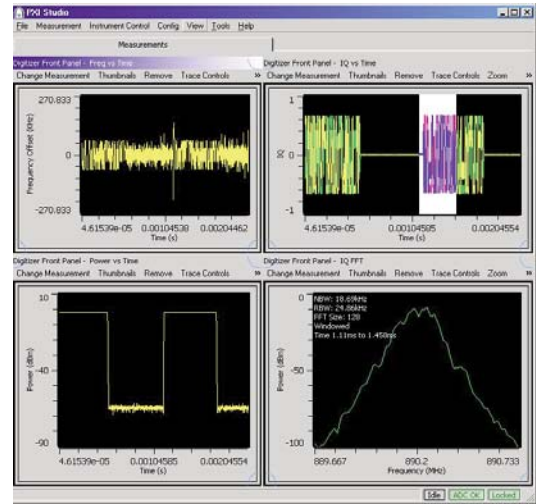 PXI Studio
File Measurement Instrument Control Config View Tools Help
Measurements
Digitizer Front Panel - Freq vs Time
Change Measurement Thumbnails Remove Trace Controls »
270.833
0
-270.833
Frequency Offset (KHz)
4.61539e-05 0.00104538 0.00204462
Time (s)
Digitizer Front Panel - IQ vs Time
Change Measurement Thumbnails Remove Trace Controls Zoom »
1
0
-1
IQ
4.61539e-05 0.00104585 0.00204554
Time (s)
Digitizer Front Panel - Power vs Time
Change Measurement Thumbnails Remove Trace Controls »
10
-40
-90
Power (dBm)
4.61539e-05 0.00104585 0.00204554
Time (s)
Digitizer Front Panel - IQ FFT
Change Measurement Thumbnails Remove Trace Controls Zoom »
NBW: 18.69kHz
RBW: 24.86kHz
FFT Size: 128
Windowed
Time 1.11ms to 1.458ms
0
-50
-100
Power (dBm)
889.667 890.2 890.733
Frequency (MHz)
Idle ADC OK Locked